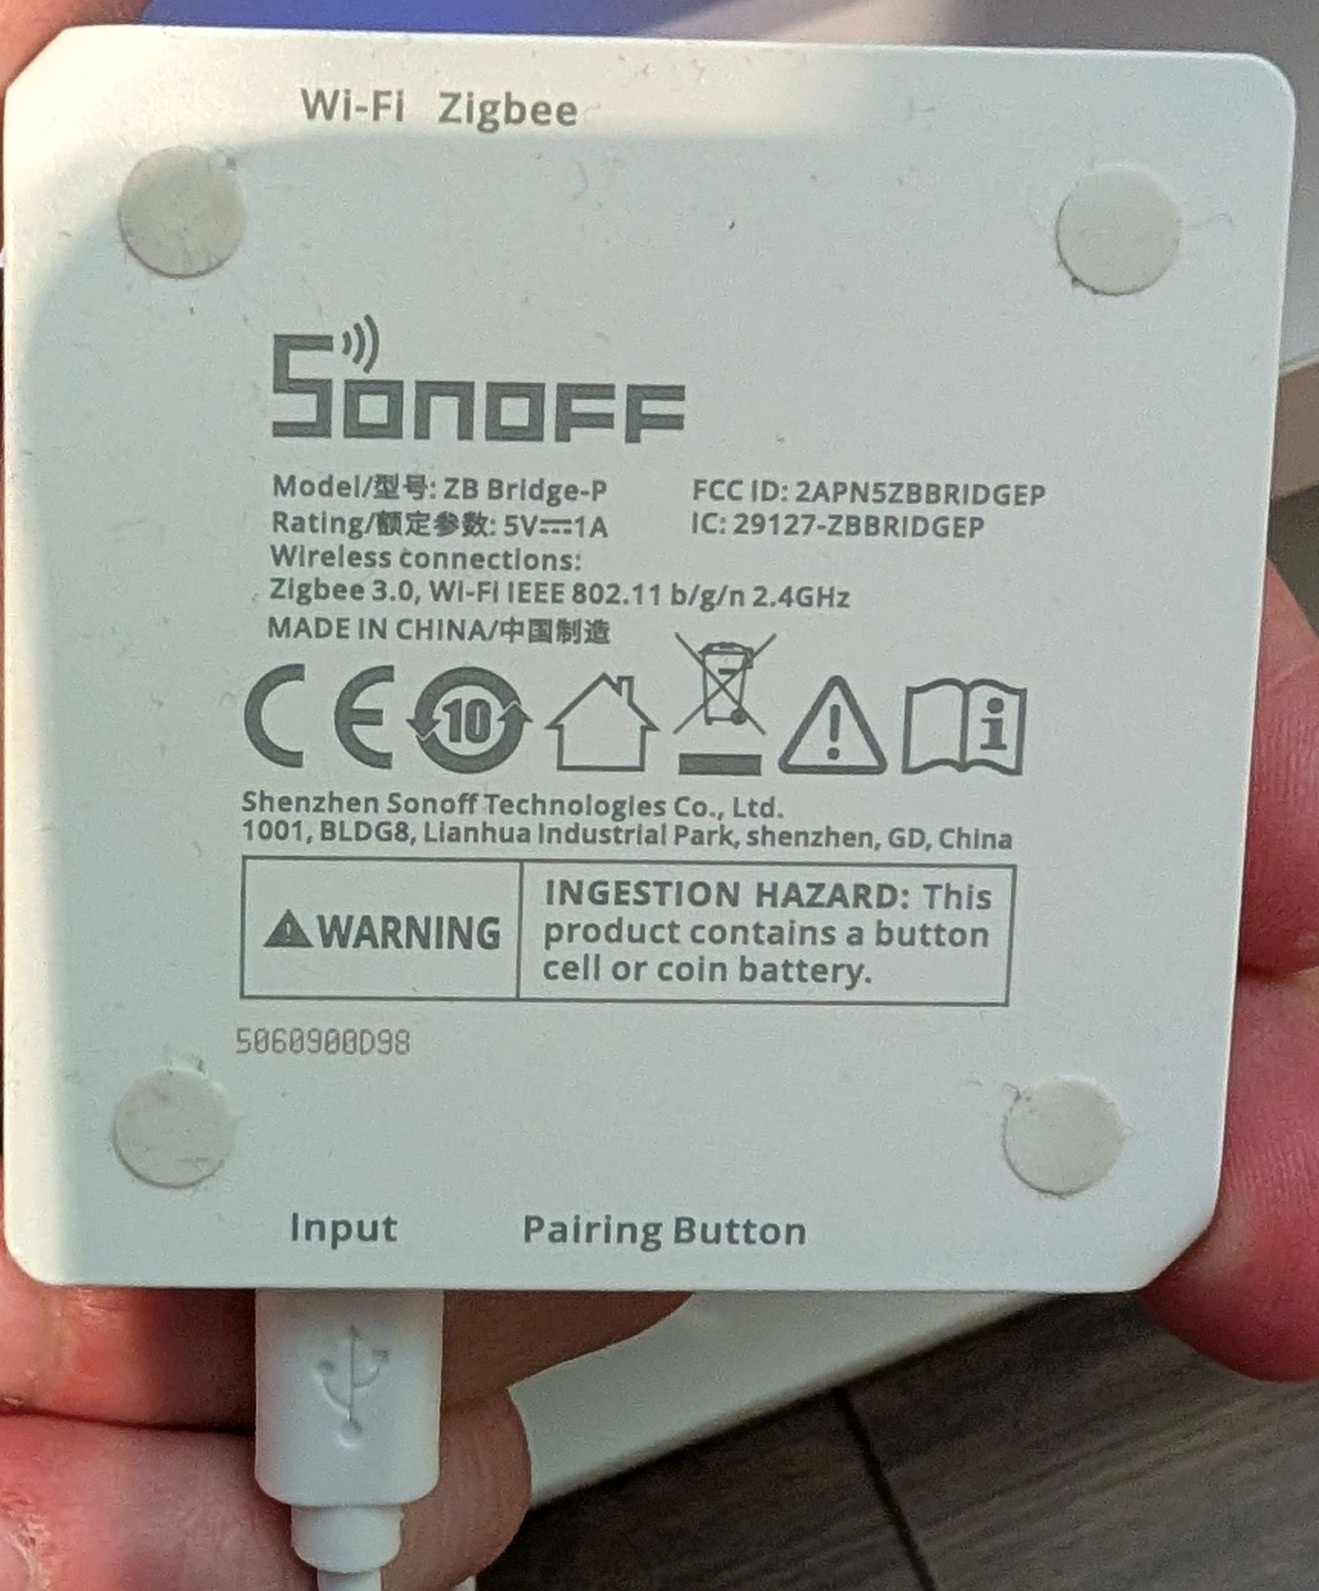 Wi-Fi Zigbee
SONOFF
Model/型号: ZB Bridge-P
FCC ID: 2APN5ZBBRIDGEP
Rating/额定参数: 5V⎓1A
IC: 29127-ZBBRIDGEP
Wireless connections:
Zigbee 3.0, Wi-Fi IEEE 802.11 b/g/n 2.4GHz
MADE IN CHINA/中国制造
CE 10
Shenzhen Sonoff Technologies Co., Ltd.
1001, BLDG8, Lianhua Industrial Park, shenzhen, GD, China
WARNING
INGESTION HAZARD: This
product contains a button
cell or coin battery.
5060900D98
Input Pairing Button